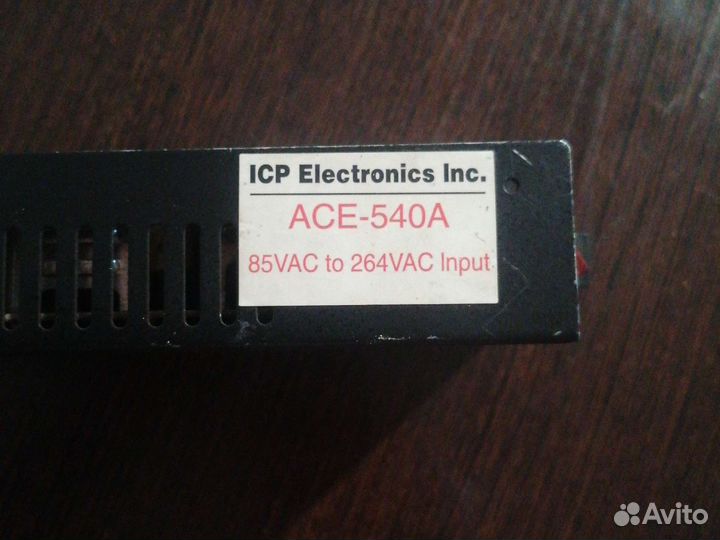 ICP Electronics Inc.
ACE-540A
85VAC to 264VAC Input
Avito